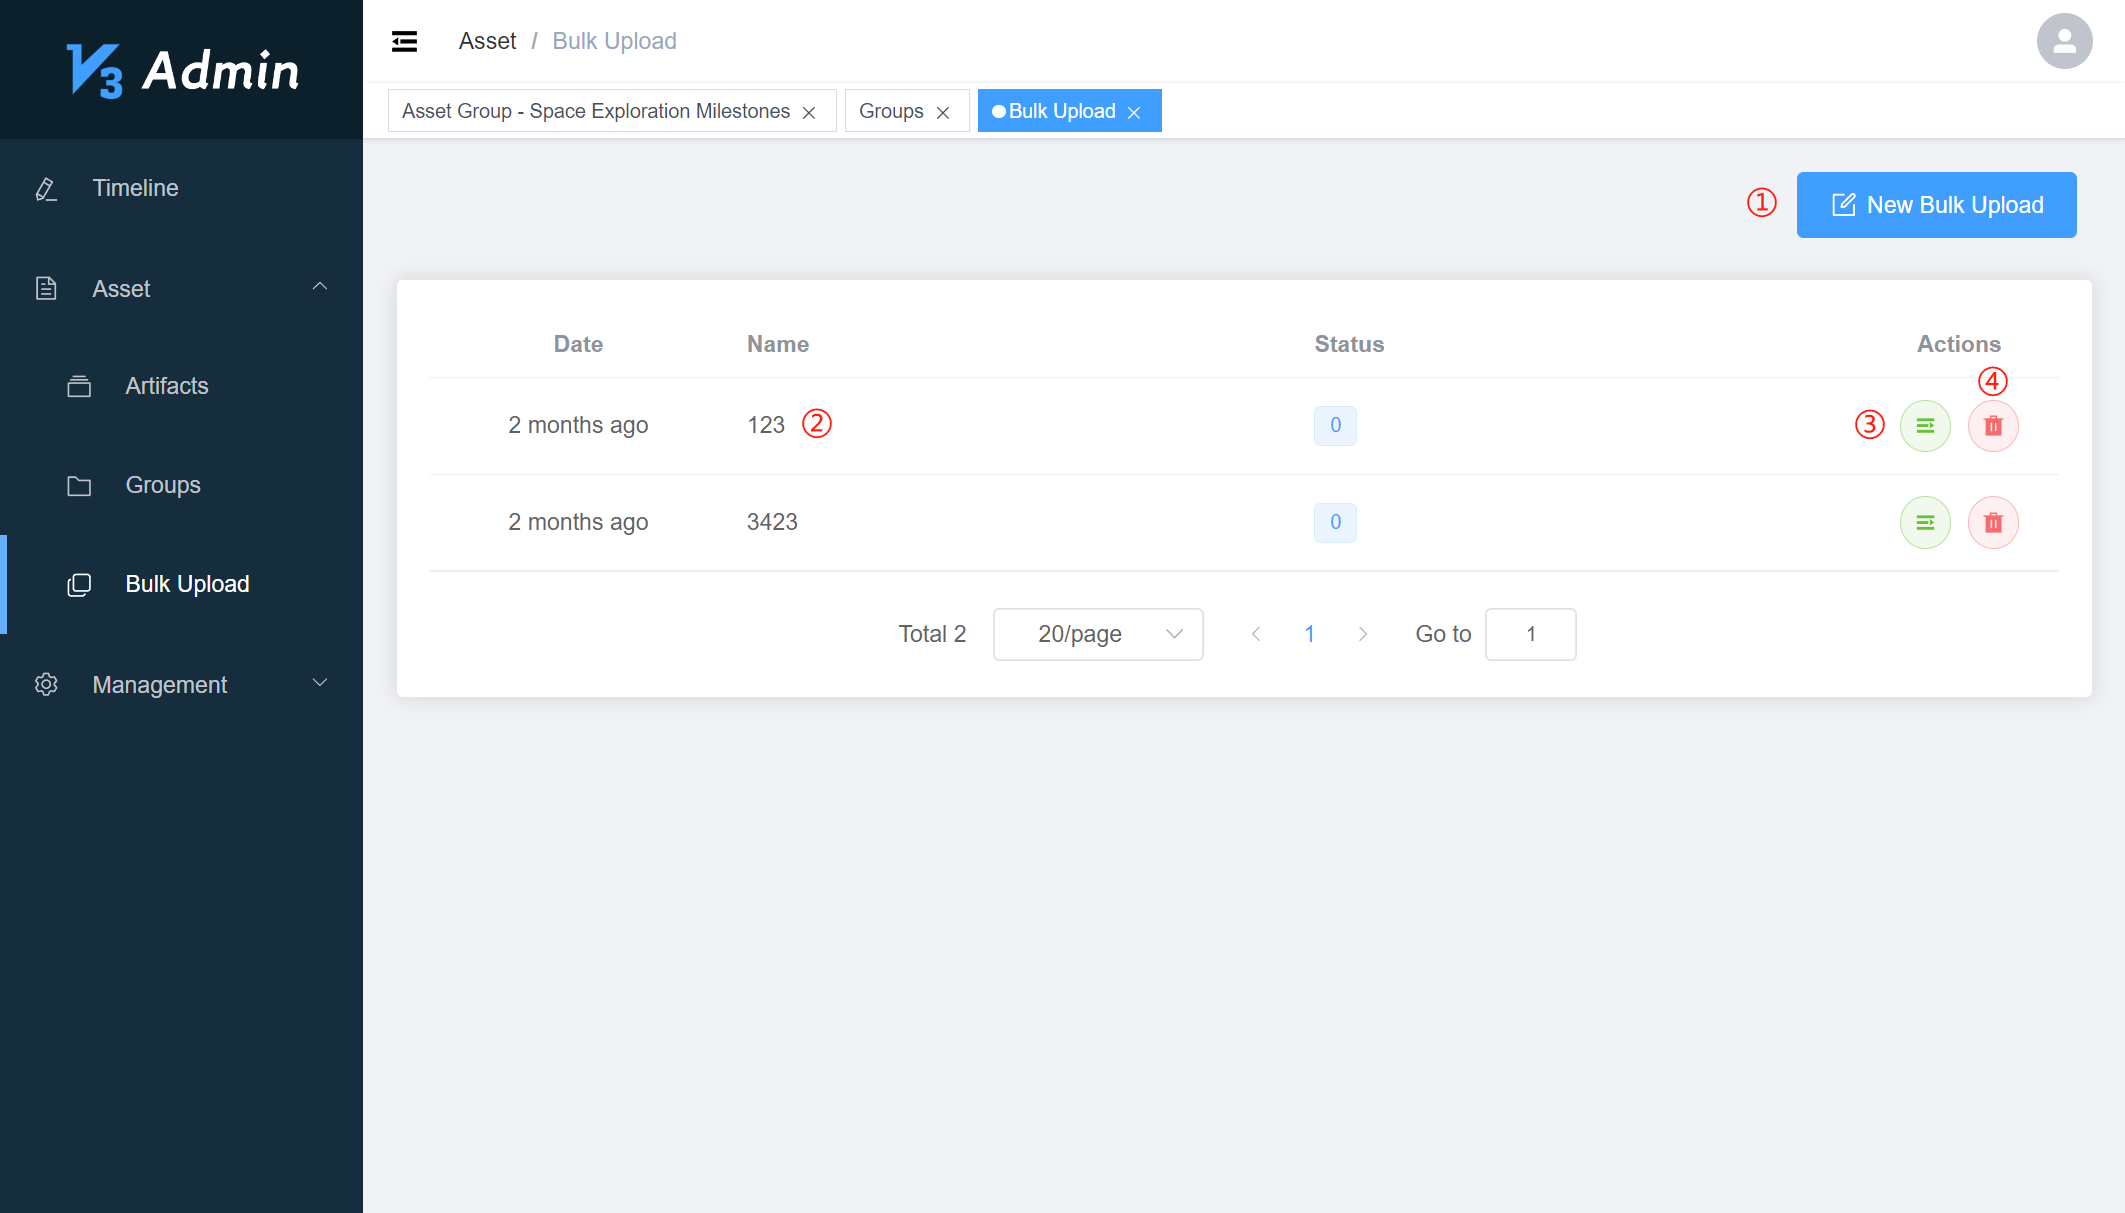 V3 Admin
Asset / Bulk Upload
Asset Group - Space Exploration Milestones
Groups
Bulk Upload
Timeline
Asset
Artifacts
Groups
Bulk Upload
Management
① New Bulk Upload
Date Name Status Actions
④
2 months ago 123 ② 0 ③
2 months ago 3423 0
Total 2 20/page 1 Go to 1